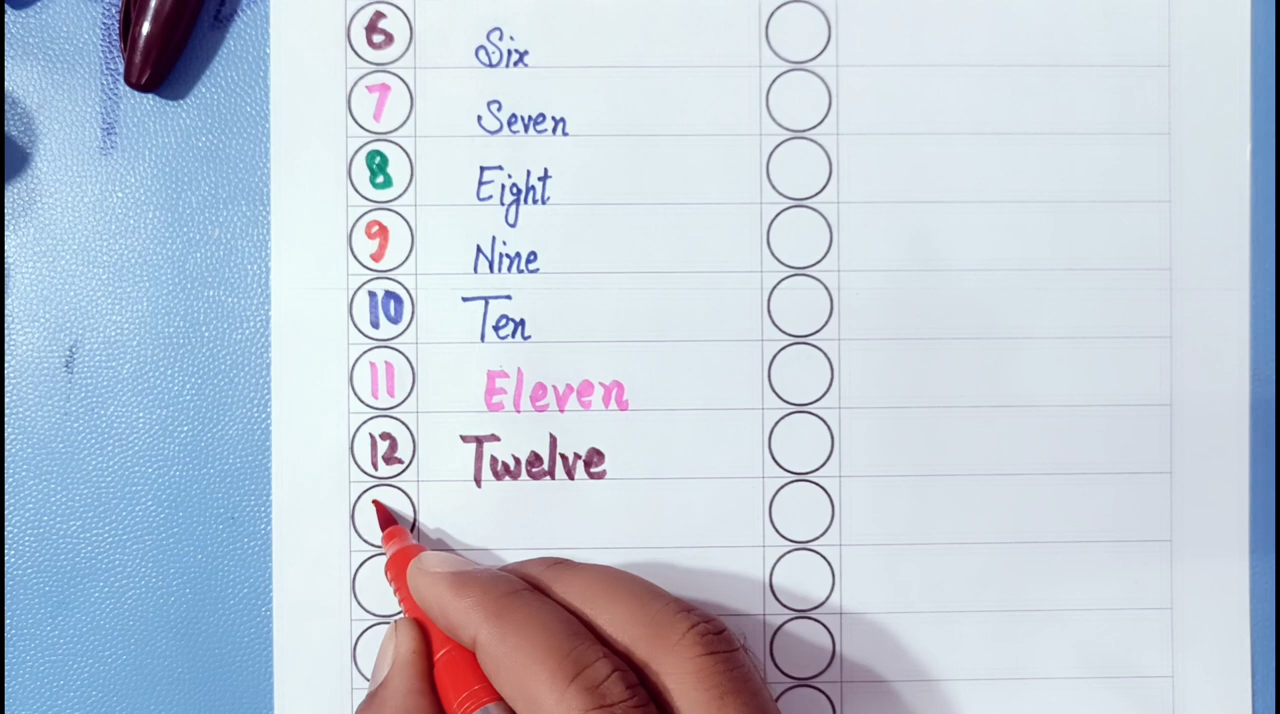 6 Six
7 Seven
8 Eight
9 Nine
10 Ten
11 Eleven
12 Twelve